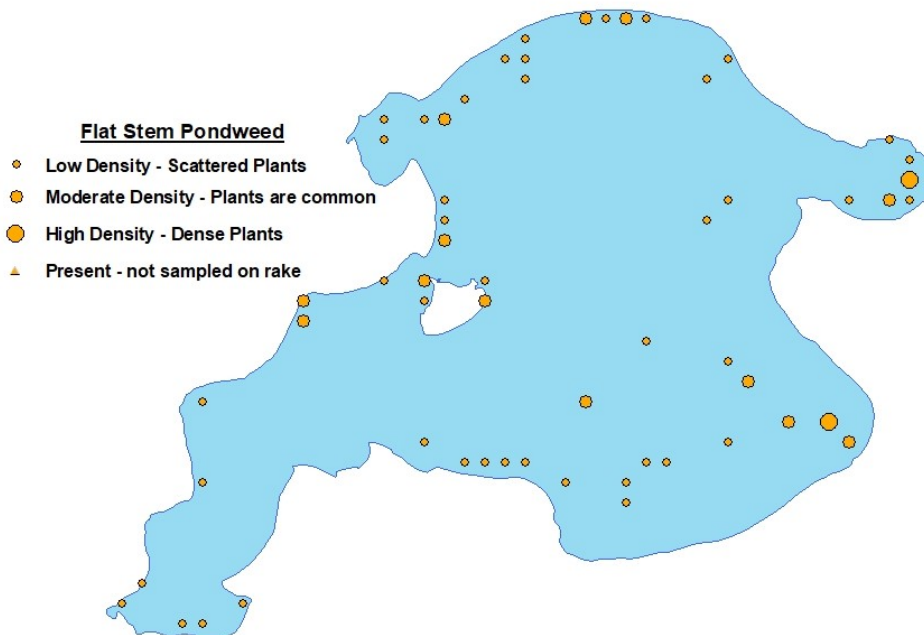 Flat Stem Pondweed
Low Density - Scattered Plants
Moderate Density - Plants are common
High Density - Dense Plants
Present - not sampled on rake